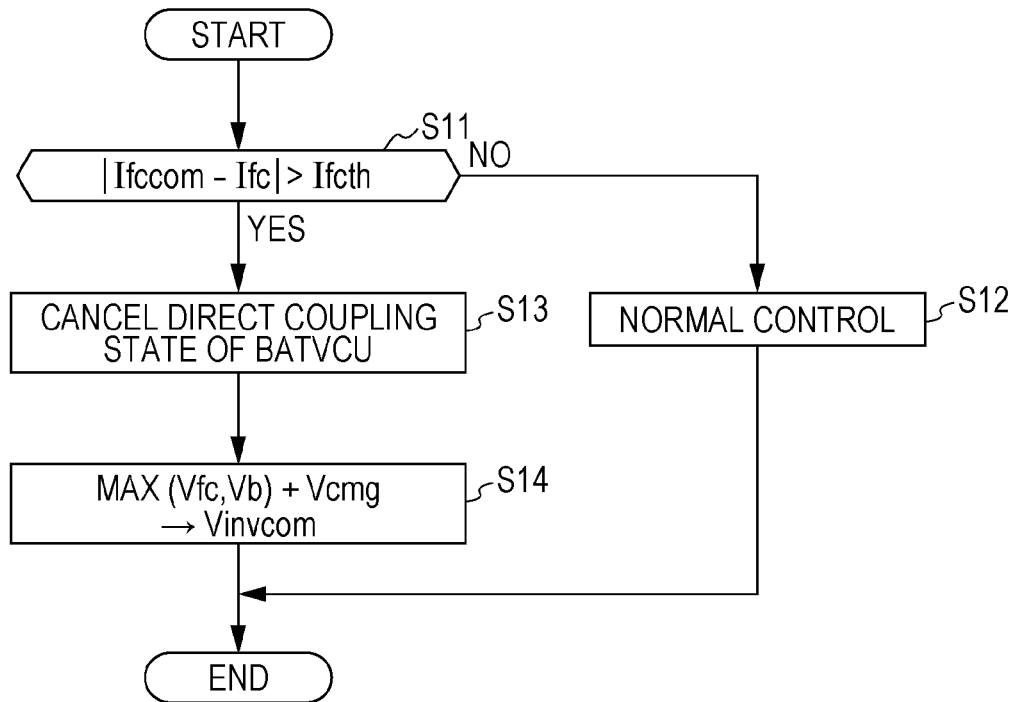 START
S11
|Ifccom – Ifc| > Ifcth
NO
YES
CANCEL DIRECT COUPLING
STATE OF BATVCU
S13
NORMAL CONTROL
S12
MAX (Vfc,Vb) + Vcmg
→ Vinvcom
S14
END